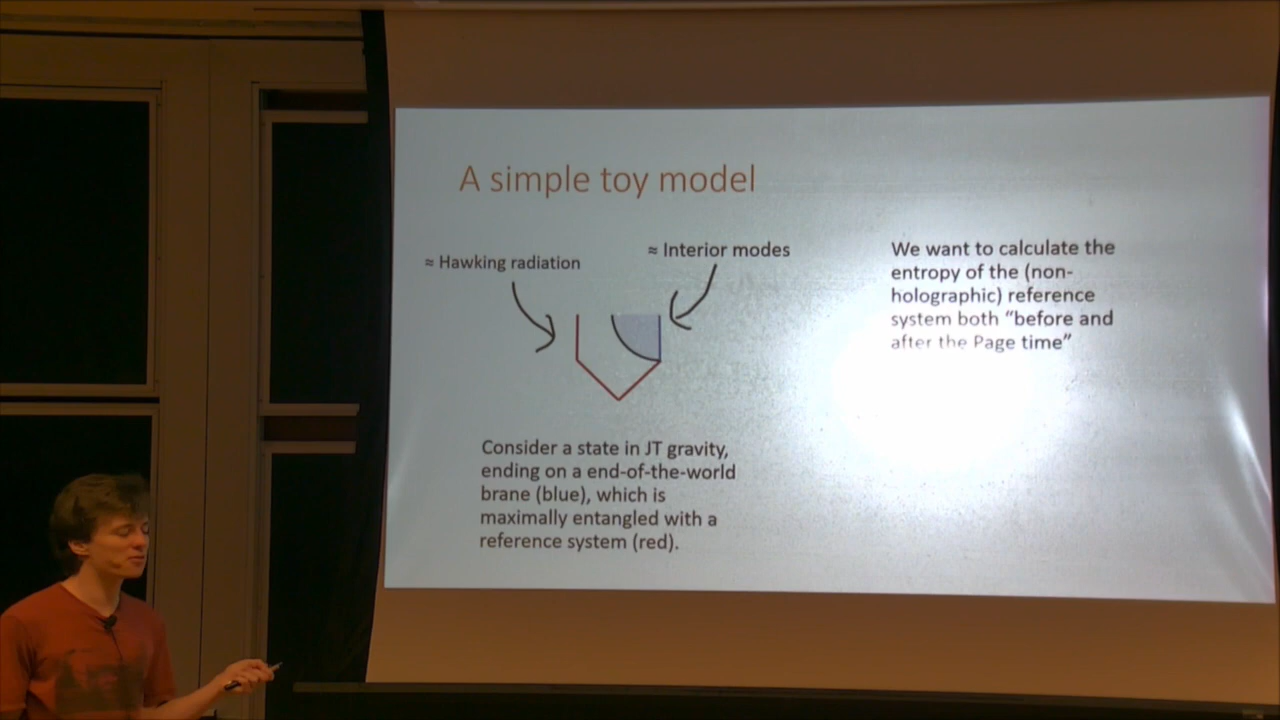 A simple toy model
≈ Hawking radiation
≈ Interior modes
Consider a state in JT gravity,
ending on a end-of-the-world
brane (blue), which is
maximally entangled with a
reference system (red).
We want to calculate the
entropy of the (non-
holographic) reference
system both “before and
after the Page time”